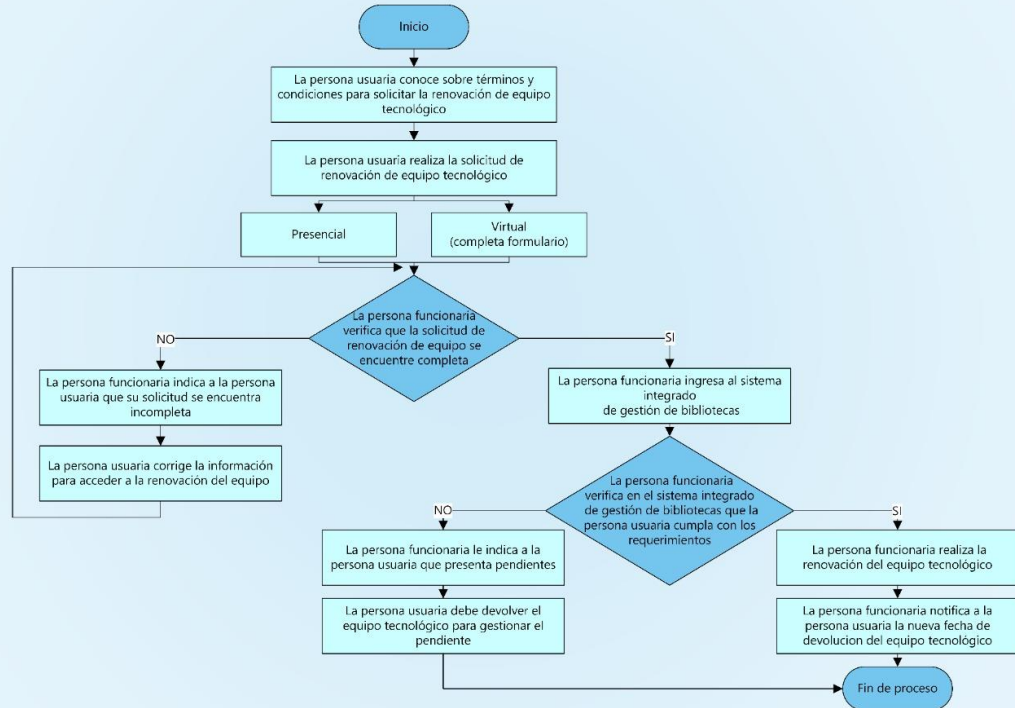 Inicio
La persona usuaria conoce sobre términos y
condiciones para solicitar la renovación de equipo
tecnológico
La persona usuaria realiza la solicitud de
renovación de equipo tecnológico
Presencial
Virtual
(completa formulario)
La persona funcionaria
verifica que la solicitud de
renovación de equipo se
encuentre completa
NO
SI
La persona funcionaria indica a la persona
usuaria que su solicitud se encuentra
incompleta
La persona usuaria corrige la información
para acceder a la renovación del equipo
La persona funcionaria ingresa al sistema
integrado
de gestión de bibliotecas
La persona funcionaria
verifica en el sistema integrado
de gestión de bibliotecas que la
persona usuaria cumpla con los
requerimientos
NO
SI
La persona funcionaria le indica a la
persona usuaria que presenta pendientes
La persona usuaria debe devolver el
equipo tecnológico para gestionar el
pendiente
La persona funcionaria realiza la
renovación del equipo tecnológico
La persona funcionaria notifica a la
persona usuaria la nueva fecha de
devolucion del equipo tecnológico
Fin de proceso